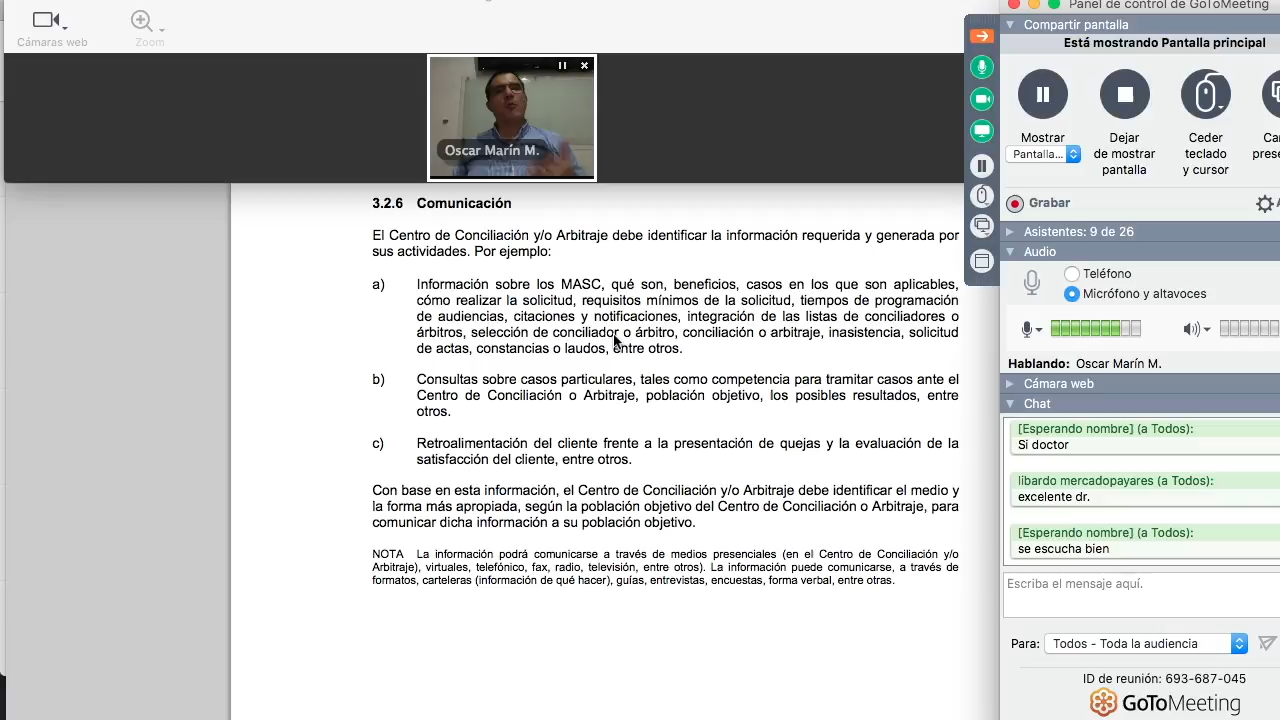 Cámaras web
Zoom
Oscar Marín M.
3.2.6 Comunicación
El Centro de Conciliación y/o Arbitraje debe identificar la información requerida y generada por
sus actividades. Por ejemplo:
a) Información sobre los MASC, qué son, beneficios, casos en los que son aplicables,
cómo realizar la solicitud, requisitos mínimos de la solicitud, tiempos de programación
de audiencias, citaciones y notificaciones, integración de las listas de conciliadores o
árbitros, selección de conciliador o árbitro, conciliación o arbitraje, inasistencia, solicitud
de actas, constancias o laudos, entre otros.
b) Consultas sobre casos particulares, tales como competencia para tramitar casos ante el
Centro de Conciliación o Arbitraje, población objetivo, los posibles resultados, entre
otros.
c) Retroalimentación del cliente frente a la presentación de quejas y la evaluación de la
satisfacción del cliente, entre otros.
Con base en esta información, el Centro de Conciliación y/o Arbitraje debe identificar el medio y
la forma más apropiada, según la población objetivo del Centro de Conciliación o Arbitraje, para
comunicar dicha información a su población objetivo.
NOTA La información podrá comunicarse a través de medios presenciales (en el Centro de Conciliación y/o
Arbitraje), virtuales, telefónico, fax, radio, televisión, entre otros). La información puede comunicarse, a través de
formatos, carteleras (información de qué hacer), guías, entrevistas, encuestas, forma verbal, entre otras.
Panel de control de GoToMeeting
Compartir pantalla
Está mostrando Pantalla principal
Mostrar
Pantalla...
Dejar
de mostrar
pantalla
Ceder
teclado
y cursor
Grabar
Asistentes: 9 de 26
Audio
Teléfono
Micrófono y altavoces
Hablando: Oscar Marín M.
Cámara web
Chat
[Esperando nombre] (a Todos):
Si doctor
libardo mercadopayares (a Todos):
excelente dr.
[Esperando nombre] (a Todos):
se escucha bien
Escriba el mensaje aquí.
Para: Todos - Toda la audiencia
ID de reunión: 693-687-045
GoToMeeting